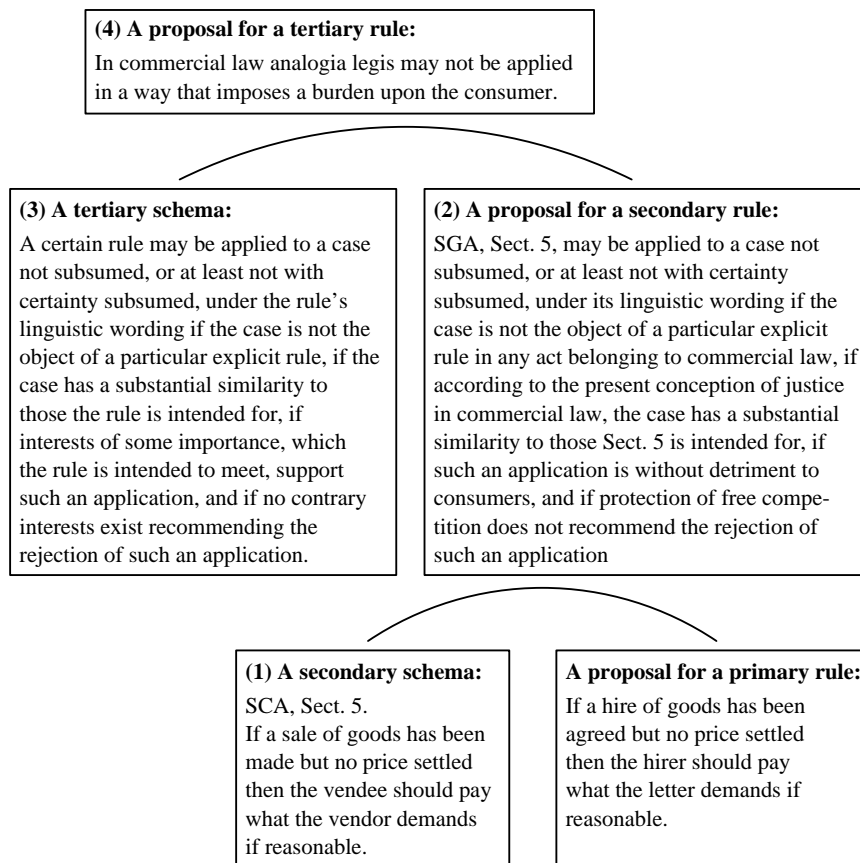 (4) A proposal for a tertiary rule:
In commercial law analogia legis may not be applied
in a way that imposes a burden upon the consumer.
(3) A tertiary schema:
A certain rule may be applied to a case
not subsumed, or at least not with
certainty subsumed, under the rule's
linguistic wording if the case is not the
object of a particular explicit rule, if the
case has a substantial similarity to
those the rule is intended for, if
interests of some importance, which
the rule is intended to meet, support
such an application, and if no contrary
interests exist recommending the
rejection of such an application.
(2) A proposal for a secondary rule:
SGA, Sect. 5, may be applied to a case not
subsumed, or at least not with certainty
subsumed, under its linguistic wording if the
case is not the object of a particular explicit
rule in any act belonging to commercial law, if
according to the present conception of justice
in commercial law, the case has a substantial
similarity to those Sect. 5 is intended for, if
such an application is without detriment to
consumers, and if protection of free compe-
tition does not recommend the rejection of
such an application
(1) A secondary schema:
SCA, Sect. 5.
If a sale of goods has been
made but no price settled
then the vendee should pay
what the vendor demands
if reasonable.
A proposal for a primary rule:
If a hire of goods has been
agreed but no price settled
then the hirer should pay
what the letter demands if
reasonable.